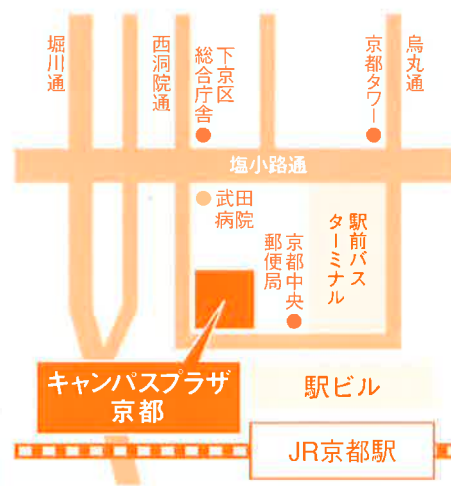 堀川通
西洞院通
下京区
総合庁舎
京都タワー
烏丸通
塩小路通
武田
病院
京都中央
郵便局
駅前バス
ターミナル
キャンパスプラザ
京都
駅ビル
JR京都駅